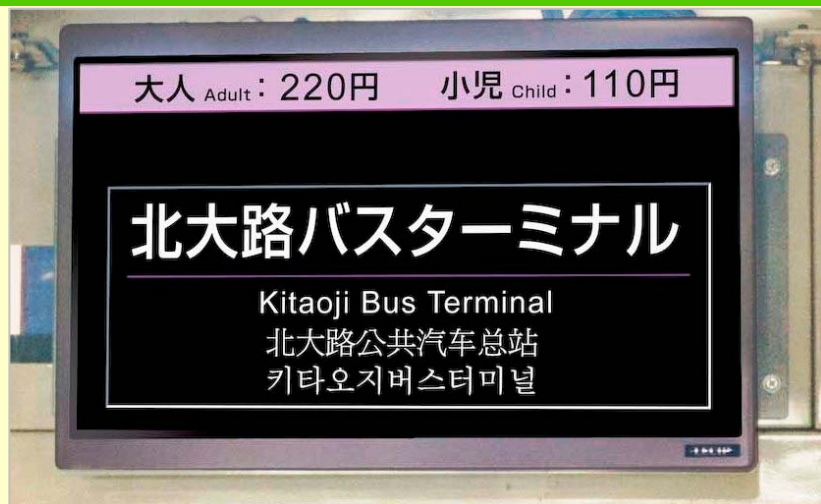 大人 Adult：220円 小児 Child：110円
北大路バスターミナル
Kitaoji Bus Terminal
北大路公共汽车总站
키타오지버스터미널